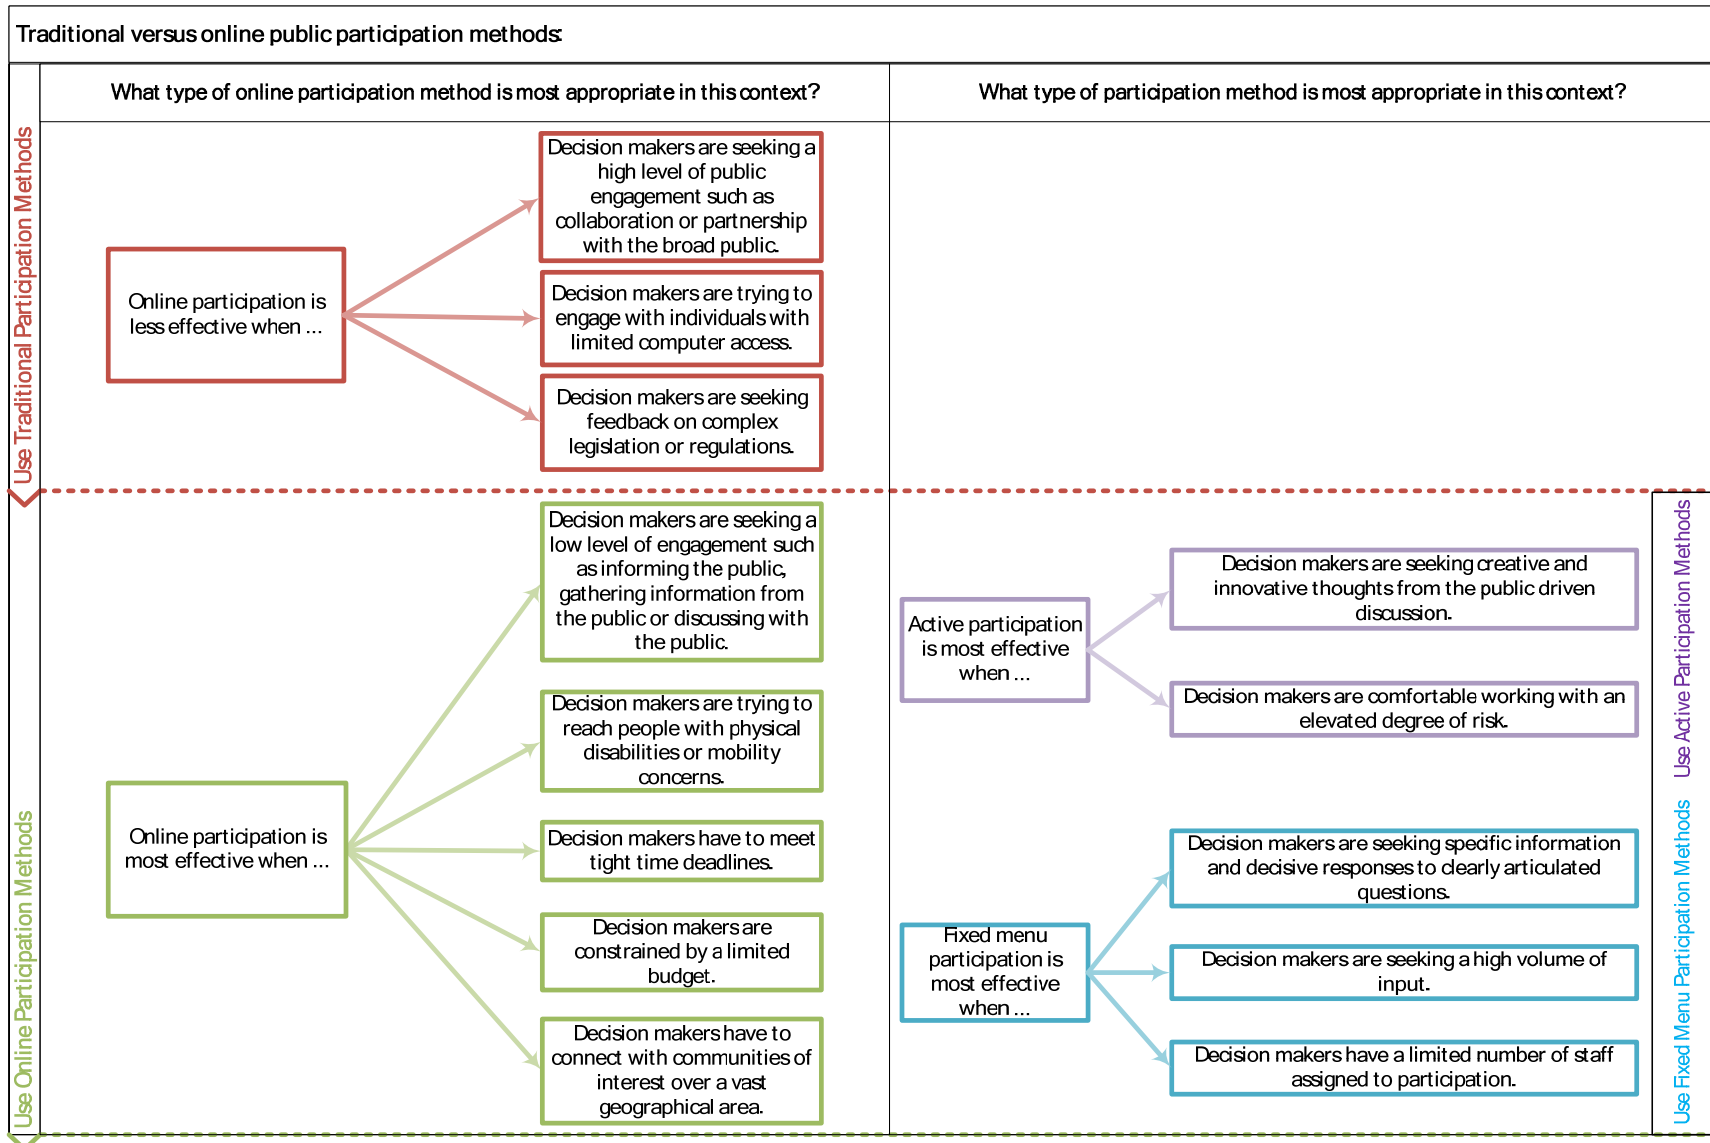 Traditional versus online public participation methods:
What type of online participation method is most appropriate in this context?
What type of participation method is most appropriate in this context?
Use Traditional Participation Methods
Online participation is
less effective when ...
Decision makers are seeking a
high level of public
engagement such as
collaboration or partnership
with the broad public.
Decision makers are trying to
engage with individuals with
limited computer access.
Decision makers are seeking
feedback on complex
legislation or regulations.
Use Online Participation Methods
Online participation is
most effective when ...
Decision makers are seeking a
low level of engagement such
as informing the public,
gathering information from
the public or discussing with
the public.
Decision makers are trying to
reach people with physical
disabilities or mobility
concerns.
Decision makers have to meet
tight time deadlines.
Decision makers are
constrained by a limited
budget.
Decision makers have to
connect with communities of
interest over a vast
geographical area.
Active participation
is most effective
when ...
Decision makers are seeking creative and
innovative thoughts from the public driven
discussion.
Decision makers are comfortable working with an
elevated degree of risk.
Use Active Participation Methods
Fixed menu
participation is
most effective
when ...
Decision makers are seeking specific information
and decisive responses to clearly articulated
questions.
Decision makers are seeking a high volume of
input.
Decision makers have a limited number of staff
assigned to participation.
Use Fixed Menu Participation Methods